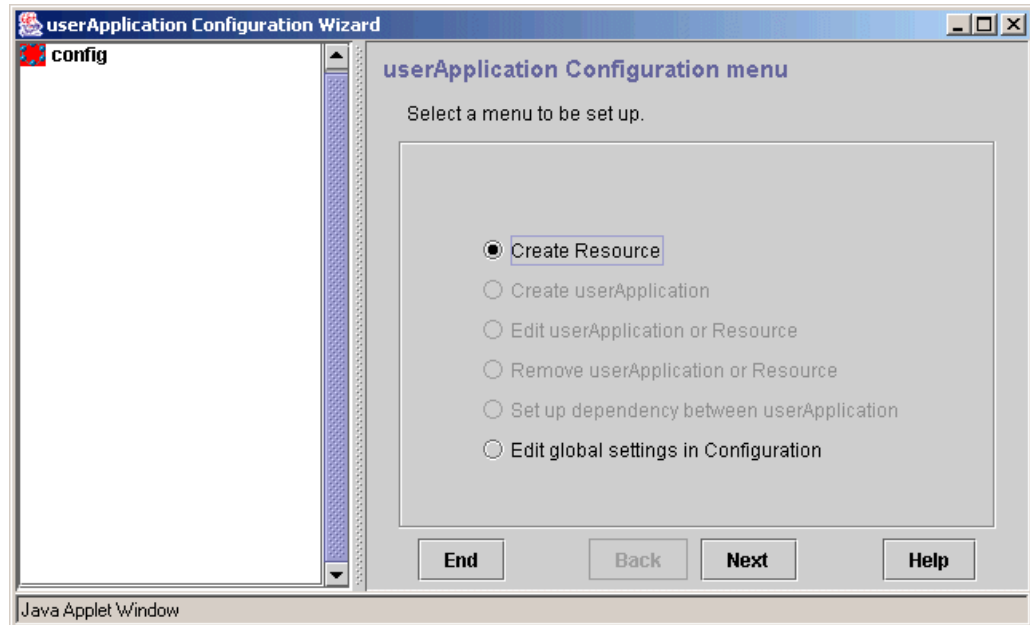 userApplication Configuration Wizard
config
userApplication Configuration menu
Select a menu to be set up.
Create Resource
Create userApplication
Edit userApplication or Resource
Remove userApplication or Resource
Set up dependency between userApplication
Edit global settings in Configuration
End
Back
Next
Help
Java Applet Window